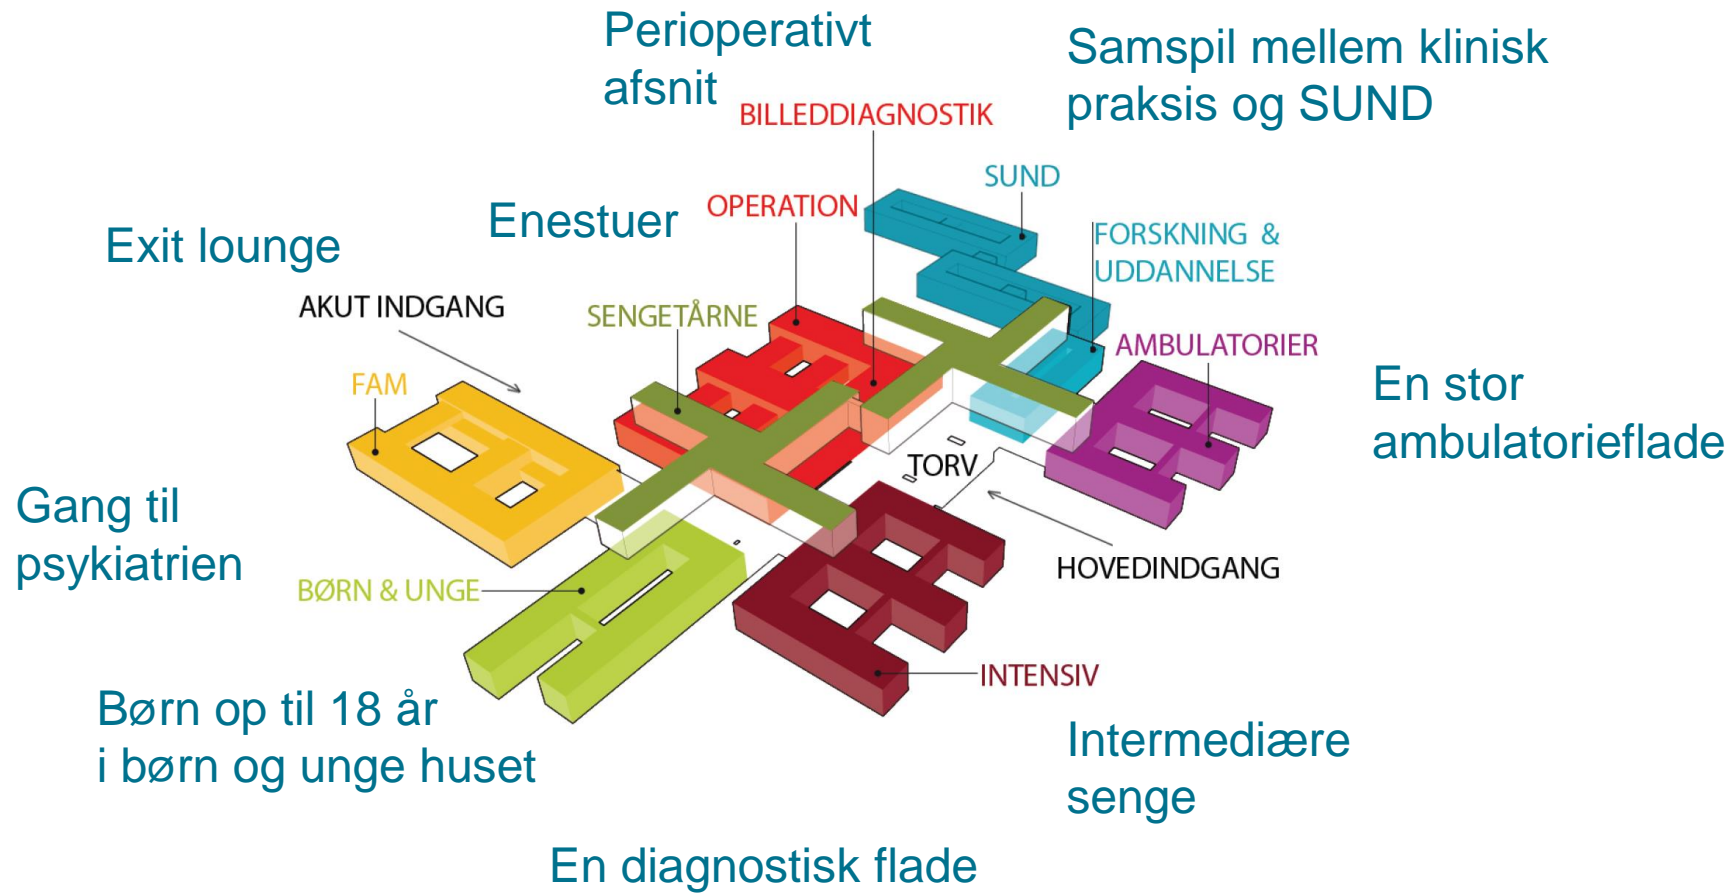 Perioperativt
afsnit
Samspil mellem klinisk
praksis og SUND
BILLEDDIAGNOSTIK
SUND
Enestuer
OPERATION
Exit lounge
FORSKNING &
UDDANNELSE
AKUT INDGANG
SENGETÅRNE
AMBULATORIER
FAM
En stor
ambulatorieflade
TORV
Gang til
psykiatrien
HOVEDINDGANG
BØRN & UNGE
INTENSIV
Børn op til 18 år
i børn og unge huset
Intermediære
senge
En diagnostisk flade